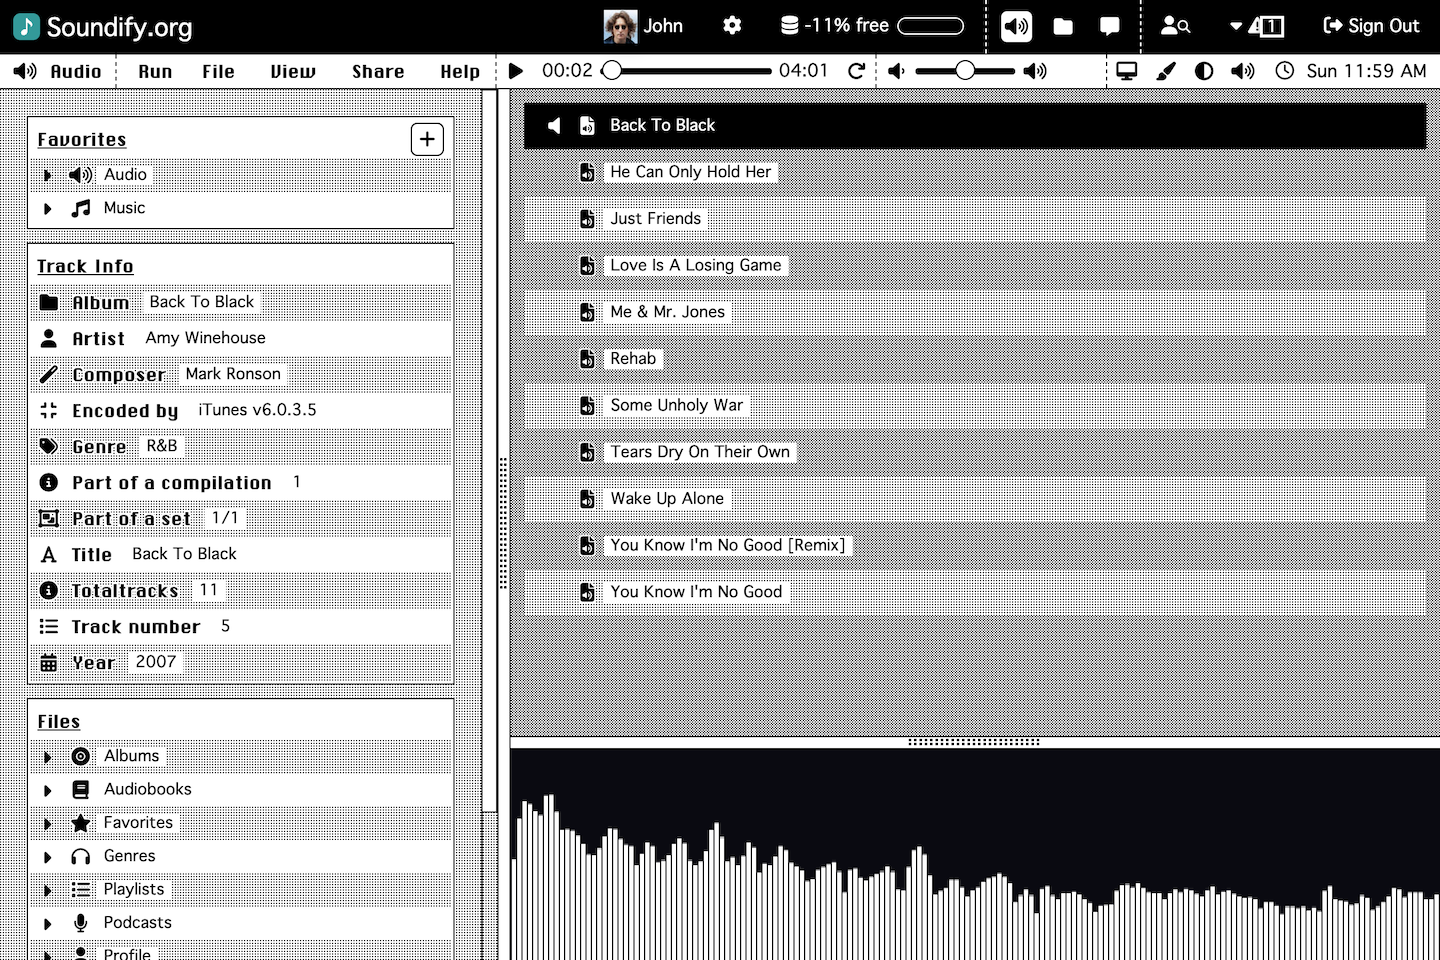 Soundify.org
John
-11% free
1
Sign Out
Audio
Run
File
View
Share
Help
00:02
04:01
Sun 11:59 AM
Favorites
Audio
Music
Track Info
Album Back To Black
Artist Amy Winehouse
Composer Mark Ronson
Encoded by iTunes v6.0.3.5
Genre R&B
Part of a compilation 1
Part of a set 1/1
Title Back To Black
Totaltracks 11
Track number 5
Year 2007
Files
Albums
Audiobooks
Favorites
Genres
Playlists
Podcasts
Profile
Back To Black
He Can Only Hold Her
Just Friends
Love Is A Losing Game
Me & Mr. Jones
Rehab
Some Unholy War
Tears Dry On Their Own
Wake Up Alone
You Know I'm No Good [Remix]
You Know I'm No Good